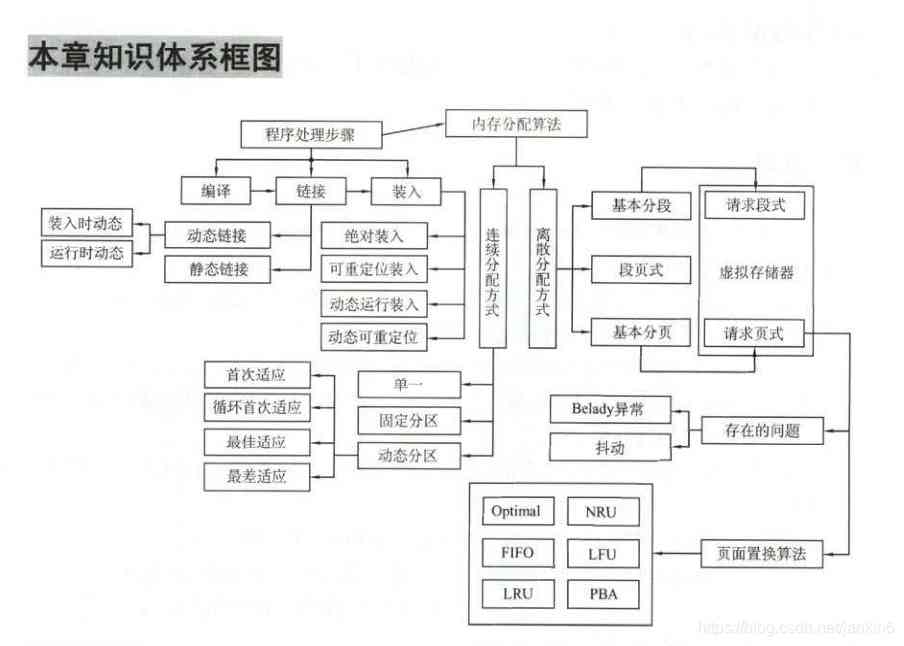 本章知识体系框图
程序处理步骤
内存分配算法
编译
链接
装入
装入时动态
运行时动态
动态链接
静态链接
绝对装入
可重定位装入
动态运行装入
动态可重定位
连续分配方式
离散分配方式
基本分段
段页式
基本分页
请求段式
虚拟存储器
请求页式
首次适应
循环首次适应
最佳适应
最差适应
单一
固定分区
动态分区
Belady异常
抖动
存在的问题
Optimal
NRU
FIFO
LFU
LRU
PBA
页面置换算法
https://blog.csdn.net/janxin6